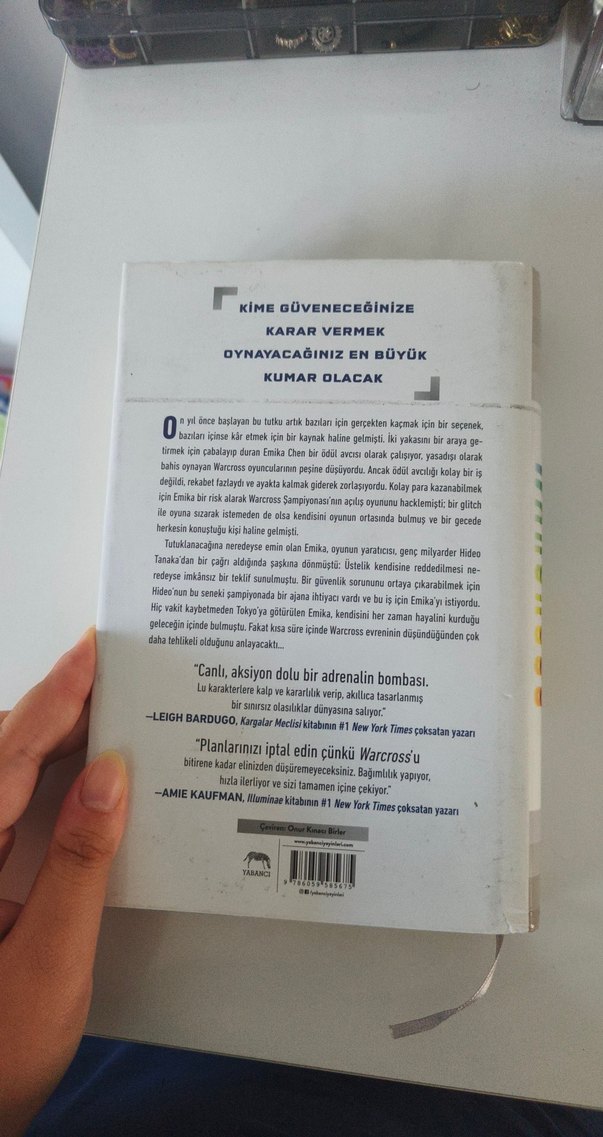 KİME GÜVENECEĞİNİZE
KARAR VERMEK
OYNAYACAĞINIZ EN BÜYÜK
KUMAR OLACAK
On yıl önce başlayan bu tutku artık bazıları için gerçekten kaçmak için bir seçenek,
bazıları içinse kâr etmek için bir kaynak haline gelmişti. İki yakasını bir araya ge-
tirmek için çabalayıp duran Emika Chen bir ödül avcısı olarak çalışıyor, yasadışı olarak
bahis oynayan Warcross oyuncularının peşine düşüyordu. Ancak ödül avcılığı kolay bir iş
değildi, rekabet fazlaydı ve ayakta kalmak giderek zorlaşıyordu. Kolay para kazanabilmek
için Emika bir risk alarak Warcross Şampiyonası'nın açılış oyununu hacklemişti; bir glitch
ile oyuna sızarak istemeden de olsa kendisini oyunun ortasında bulmuş ve bir gecede
herkesin konuştuğu kişi haline gelmişti.
Tutuklanacağına neredeyse emin olan Emika, oyunun yaratıcısı, genç milyarder Hideo
Tanaka'dan bir çağrı aldığında şaşkına dönmüştü: Üstelik kendisine reddedilmesi ne-
redeyse imkânsız bir teklif sunulmuştu. Bir güvenlik sorununu ortaya çıkarabilmek için
Hideo'nun bu seneki şampiyonada bir ajana ihtiyacı vardı ve bu iş için Emika'yı istiyordu.
Hiç vakit kaybetmeden Tokyo'ya götürülen Emika, kendisini her zaman hayalini kurduğu
geleceğin içinde bulmuştu. Fakat kısa süre içinde Warcross evreninin düşündüğünden çok
daha tehlikeli olduğunu anlayacaktı...
"Canlı, aksiyon dolu bir adrenalin bombası.
Lu karakterlere kalp ve kararlılık verip, akıllıca tasarlanmış
bir sınırsız olasılıklar dünyasına salıyor."
—LEIGH BARDUGO, Kargalar Meclisi kitabının #1 New York Times çoksatan yazarı
"Planlarınızı iptal edin çünkü Warcross'u
bitirene kadar elinizden düşüremeyeceksiniz. Bağımlılık yapıyor,
hızla ilerliyor ve sizi tamamen içine çekiyor."
—AMIE KAUFMAN, Illuminae kitabının #1 New York Times çoksatan yazarı
Çeviren: Onur Kınacı Birler
www.yabanciyayinlari.com
YABANCI
9 786059 585675
/yabanciyayinlari